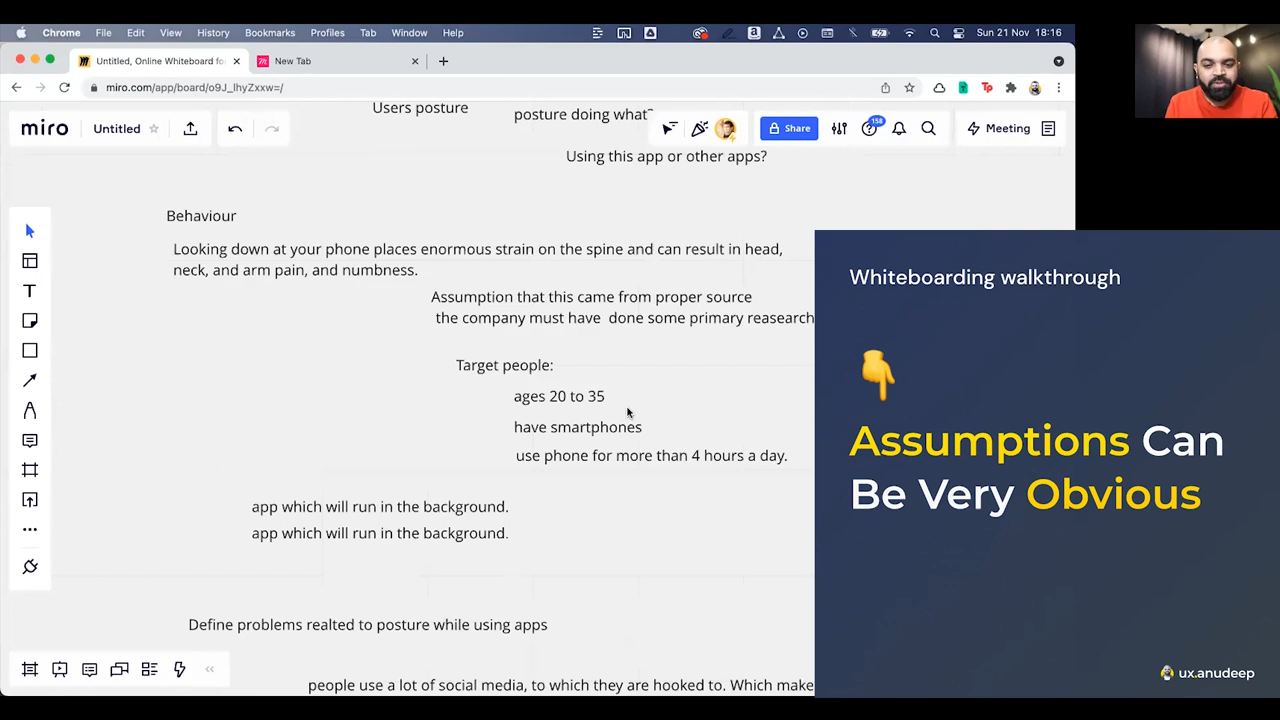 Chrome File Edit View History Bookmarks Profiles Tab Window Help
Sun 21 Nov 18:16
Untitled, Online Whiteboard fo
New Tab
miro.com/app/board/o9J_lhyZxxw=/
miro
Untitled
Share
158
Meeting
Users posture
posture doing what?
Using this app or other apps?
Behaviour
Looking down at your phone places enormous strain on the spine and can result in head,
neck, and arm pain, and numbness.
Assumption that this came from proper source
the company must have done some primary reasearch
Target people:
ages 20 to 35
have smartphones
use phone for more than 4 hours a day.
app which will run in the background.
app which will run in the background.
Define problems realted to posture while using apps
people use a lot of social media, to which they are hooked to. Which make
Whiteboarding walkthrough
Assumptions Can
Be Very Obvious
ux.anudeep